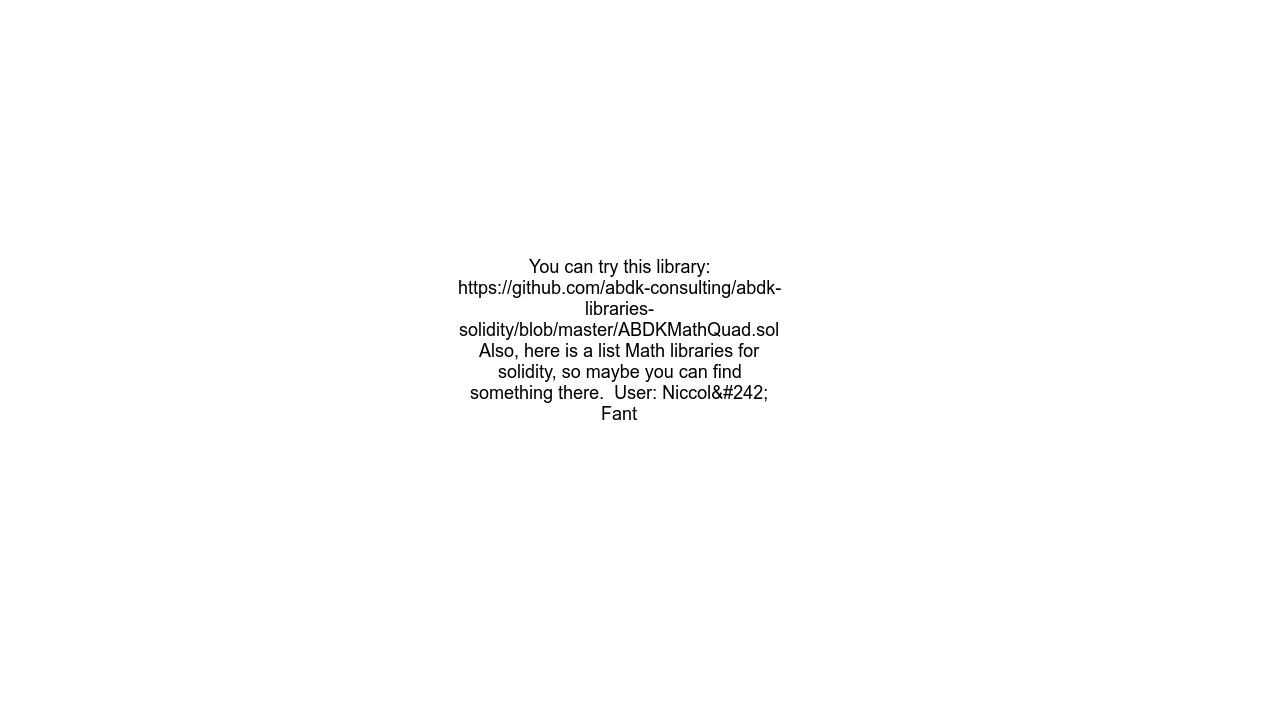 You can try this library:
https://github.com/abdk-consulting/abdk-
libraries-
solidity/blob/master/ABDKMathQuad.sol
Also, here is a list Math libraries for
solidity, so maybe you can find
something there.  User: Niccol&#242;
Fant